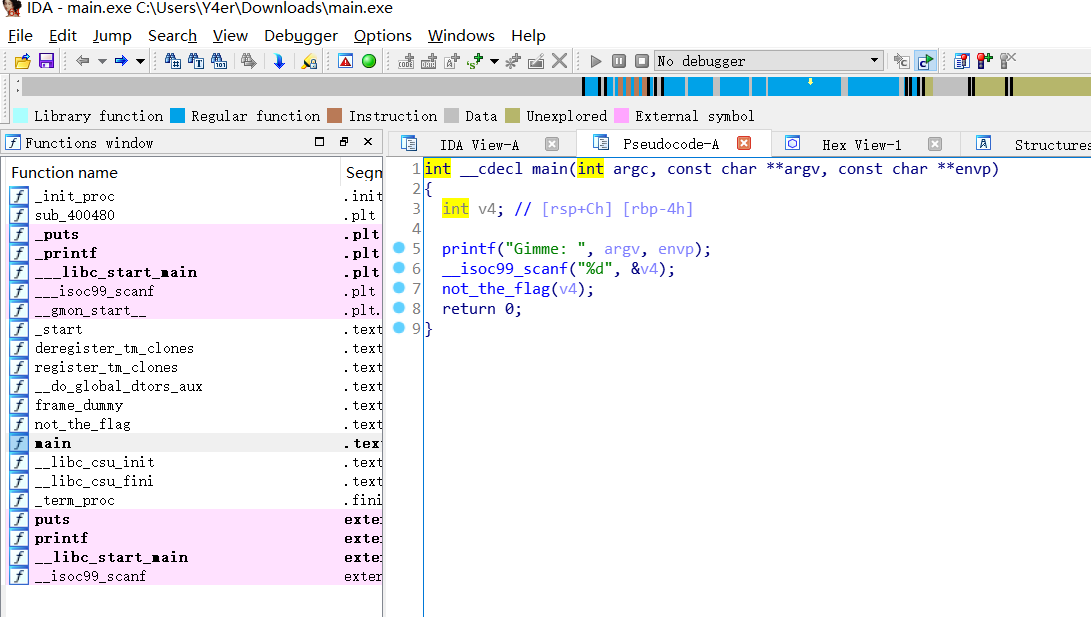 IDA - main.exe C:\Users\Y4er\Downloads\main.exe
File Edit Jump Search View Debugger Options Windows Help
No debugger
Library function Regular function Instruction Data Unexplored External symbol
Functions window
Function name Segm
_init_proc .init
sub_400480 .plt
_puts .plt
_printf .plt
___libc_start_main .plt
___isoc99_scanf .plt
__gmon_start__ .plt.
_start .text
deregister_tm_clones .text
register_tm_clones .text
__do_global_dtors_aux .text
frame_dummy .text
not_the_flag .text
main .text
__libc_csu_init .text
__libc_csu_fini .text
_term_proc .fini
puts exter
printf exter
__libc_start_main exter
__isoc99_scanf exter
IDA View-A Pseudocode-A Hex View-1 Structures
1 int __cdecl main(int argc, const char **argv, const char **envp)
2 {
3 int v4; // [rsp+Ch] [rbp-4h]
4
5 printf("Gimme: ", argv, envp);
6 __isoc99_scanf("%d", &v4);
7 not_the_flag(v4);
8 return 0;
9 }